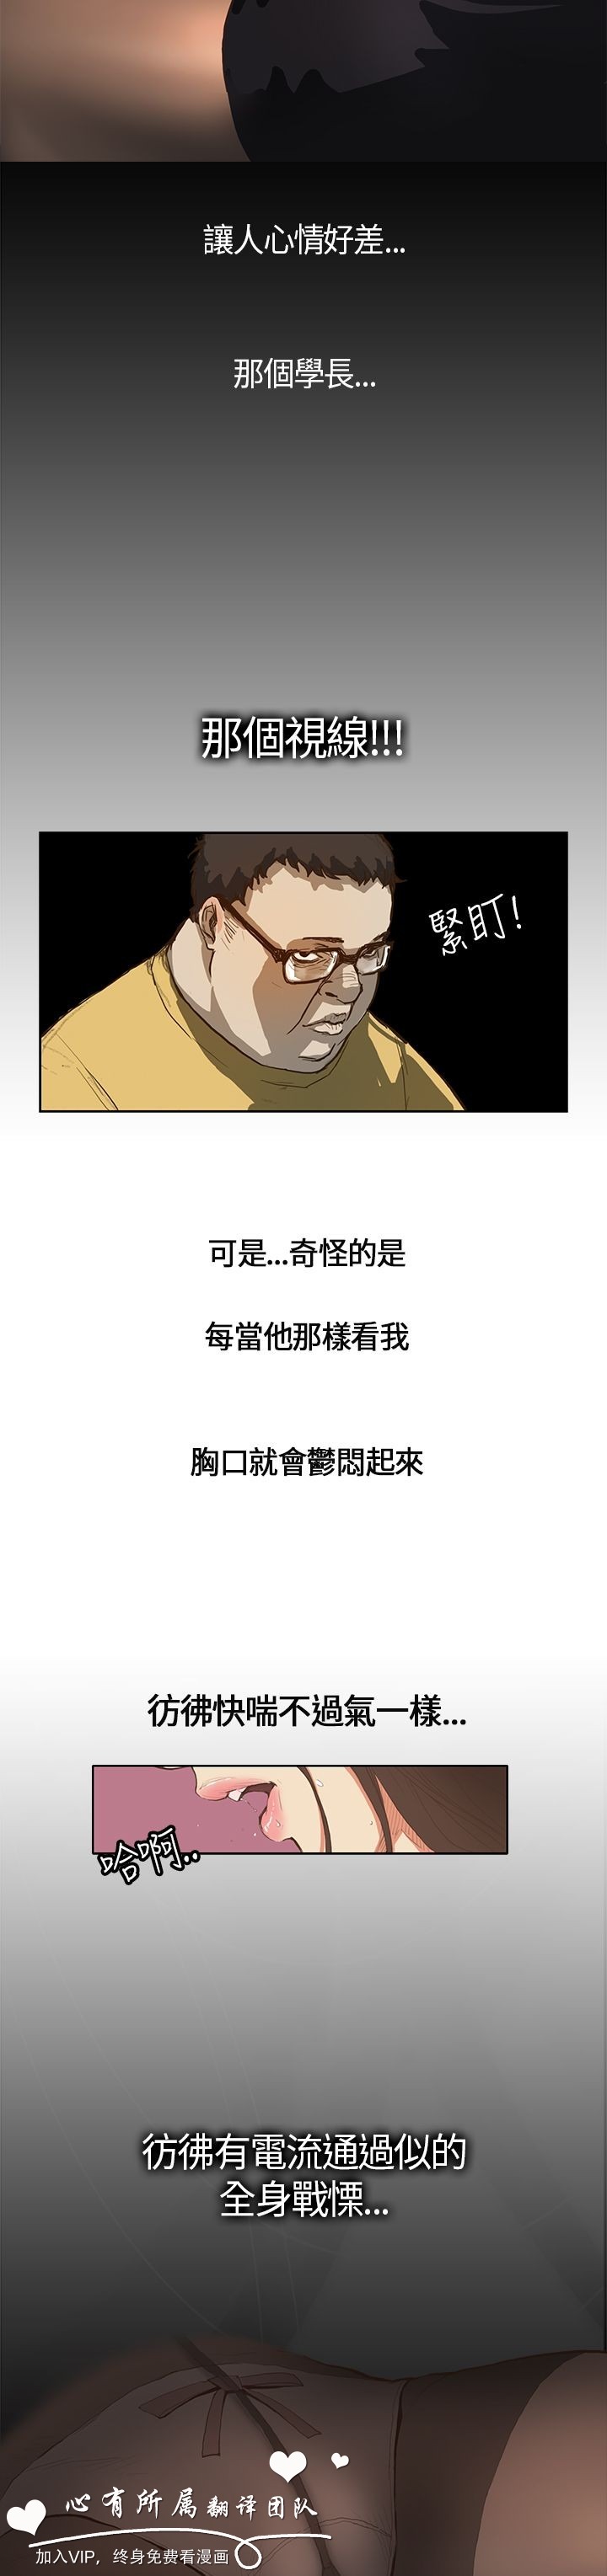 讓人心情好差...
那個學長...
那個視線!!!
緊盯!
可是...奇怪的是
每當他那樣看我
胸口就會鬱悶起來
彷彿快喘不過氣一樣...
哈啊..
彷彿有電流通過似的
全身戰慄...
心有所属翻译团队
加入VIP，终身免费看漫画